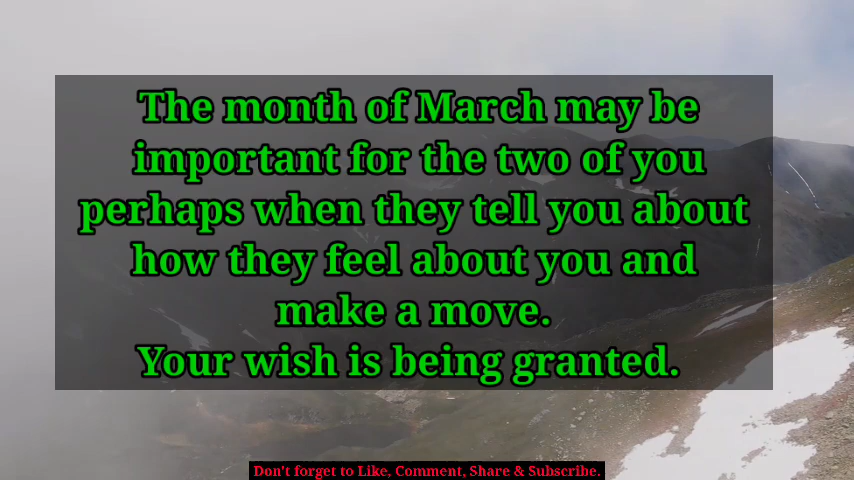 The month of March may be
important for the two of you
perhaps when they tell you about
how they feel about you and
make a move.
Your wish is being granted.
Don't forget to Like, Comment, Share & Subscribe.